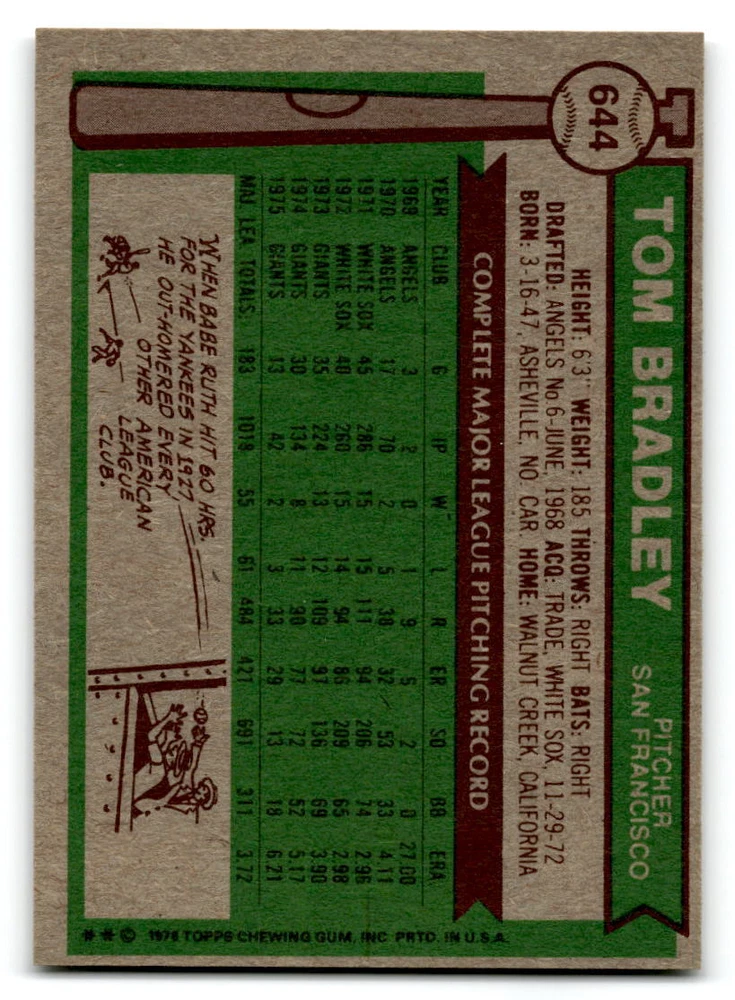 644
TOM BRADLEY
PITCHER
SAN FRANCISCO
HEIGHT: 6'3" WEIGHT: 185 THROWS: RIGHT BATS: RIGHT
DRAFTED: ANGELS No. 6-JUNE, 1968 ACQ: TRADE, WHITE SOX, 11-29-72
BORN: 3-16-47, ASHEVILLE, NO. CAR. HOME: WALNUT CREEK, CALIFORNIA
COMPLETE MAJOR LEAGUE PITCHING RECORD
YEAR CLUB G IP W L R ER SO BB ERA
1969 ANGELS 3 2 0 1 9 6 2 0 27.00
1970 ANGELS 17 70 2 5 38 32 53 33 4.11
1971 WHITE SOX 45 286 15 15 111 94 206 74 2.96
1972 WHITE SOX 40 260 15 14 94 86 209 65 2.98
1973 GIANTS 35 224 13 12 109 97 136 69 3.90
1974 GIANTS 30 134 8 11 90 77 72 52 5.17
1975 GIANTS 13 42 2 3 33 29 13 18 6.21
MAJ. LEA. TOTALS 183 1018 55 61 484 421 691 311 3.72
WHEN BABE RUTH HIT 60 HRS.
FOR THE YANKEES IN 1927
HE OUT-HOMERED EVERY
OTHER AMERICAN
LEAGUE
CLUB.
** © 1976 TOPPS CHEWING GUM, INC. PRTD. IN U.S.A.